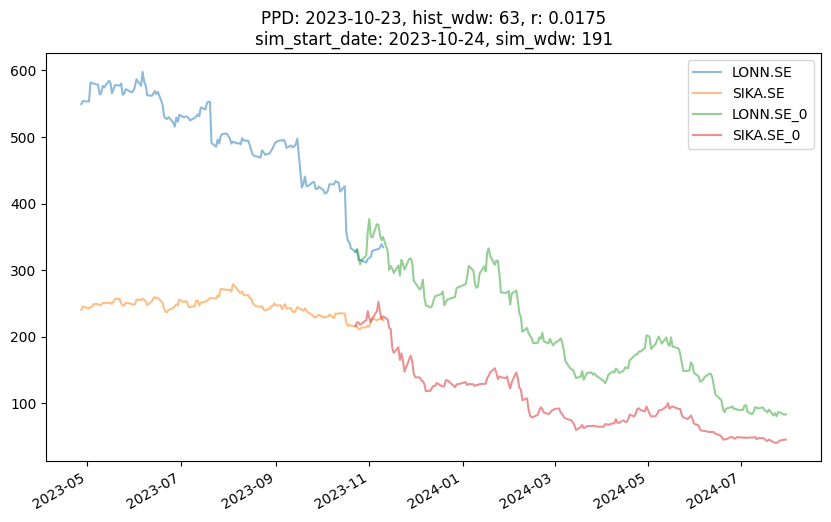 PPD: 2023-10-23, hist_wdw: 63, r: 0.0175
sim_start_date: 2023-10-24, sim_wdw: 191
LONN.SE
SIKA.SE
LONN.SE_0
SIKA.SE_0
600
500
400
300
200
100
2023-05
2023-07
2023-09
2023-11
2024-01
2024-03
2024-05
2024-07